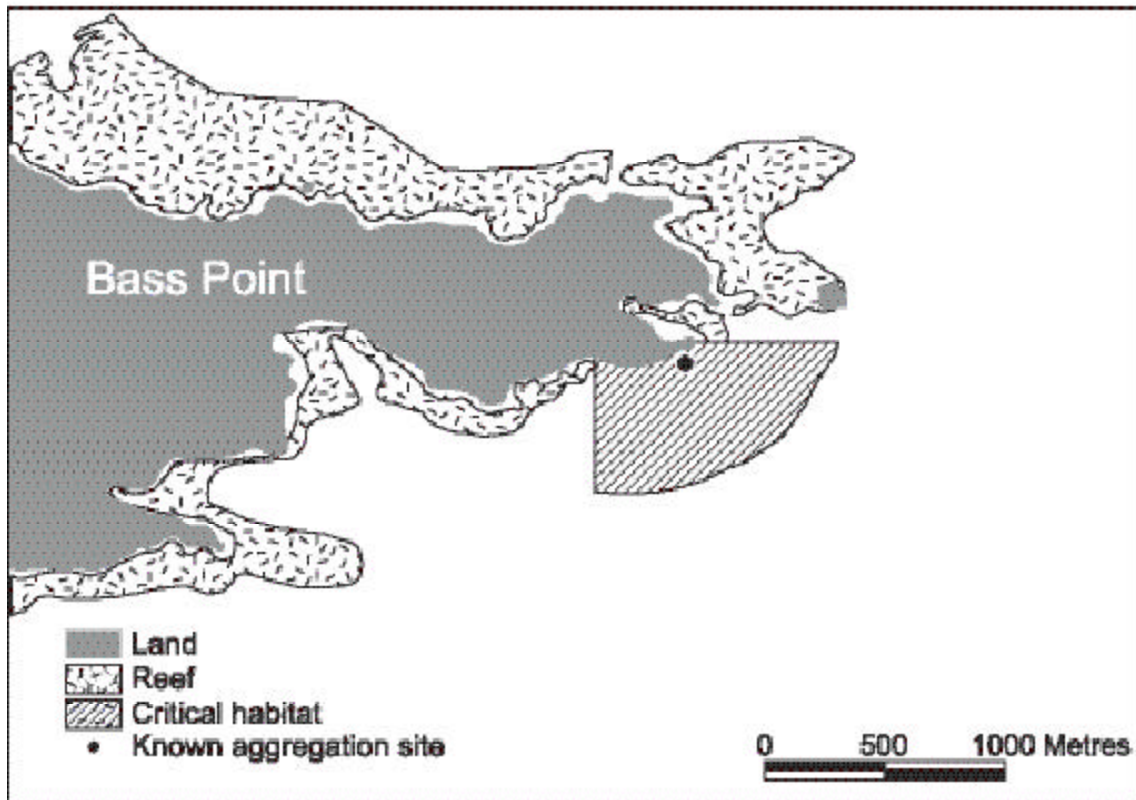 Bass Point
Land
Reef
Critical habitat
Known aggregation site
0 500 1000 Metres